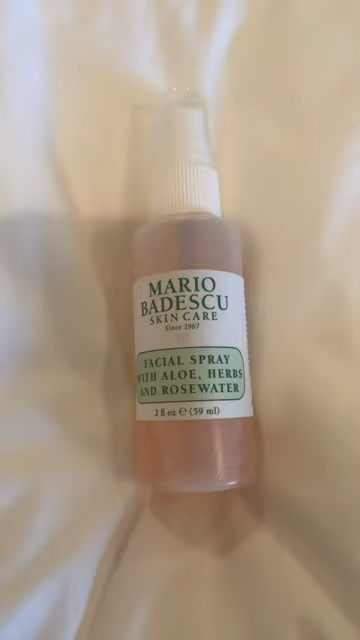 MARIO
BADESCU
SKIN CARE
Since 1967
FACIAL SPRAY
WITH ALOE, HERBS
AND ROSEWATER
2 fl oz ℮ (59 ml)